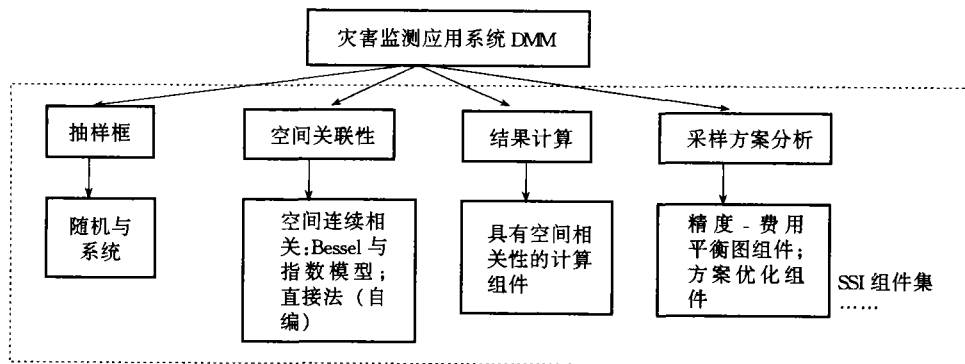 灾害监测应用系统 DMM
抽样框
空间关联性
结果计算
采样方案分析
随机与
系统
空间连续相
关:Bessel 与
指数模型;
直接法(自
编)
具有空间相
关性的计算
组件
精度 - 费用
平衡图组件;
方案优化组
件
SSI 组件集
……